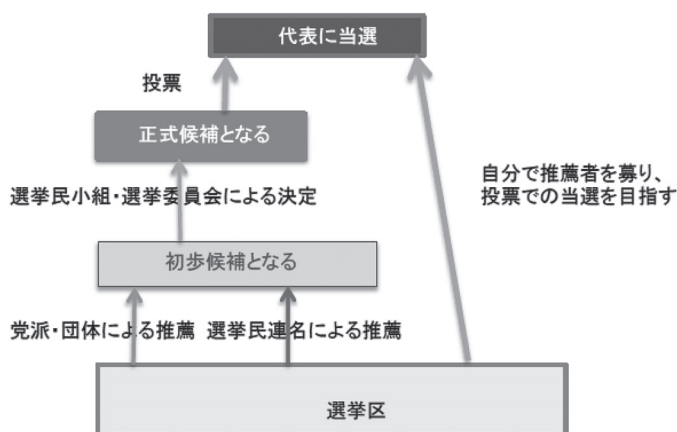 代表に当選
投票
正式候補となる
自分で推薦者を募り、
投票での当選を目指す
選挙民小組・選挙委員会による決定
初歩候補となる
党派・団体による推薦 選挙民連名による推薦
選挙区